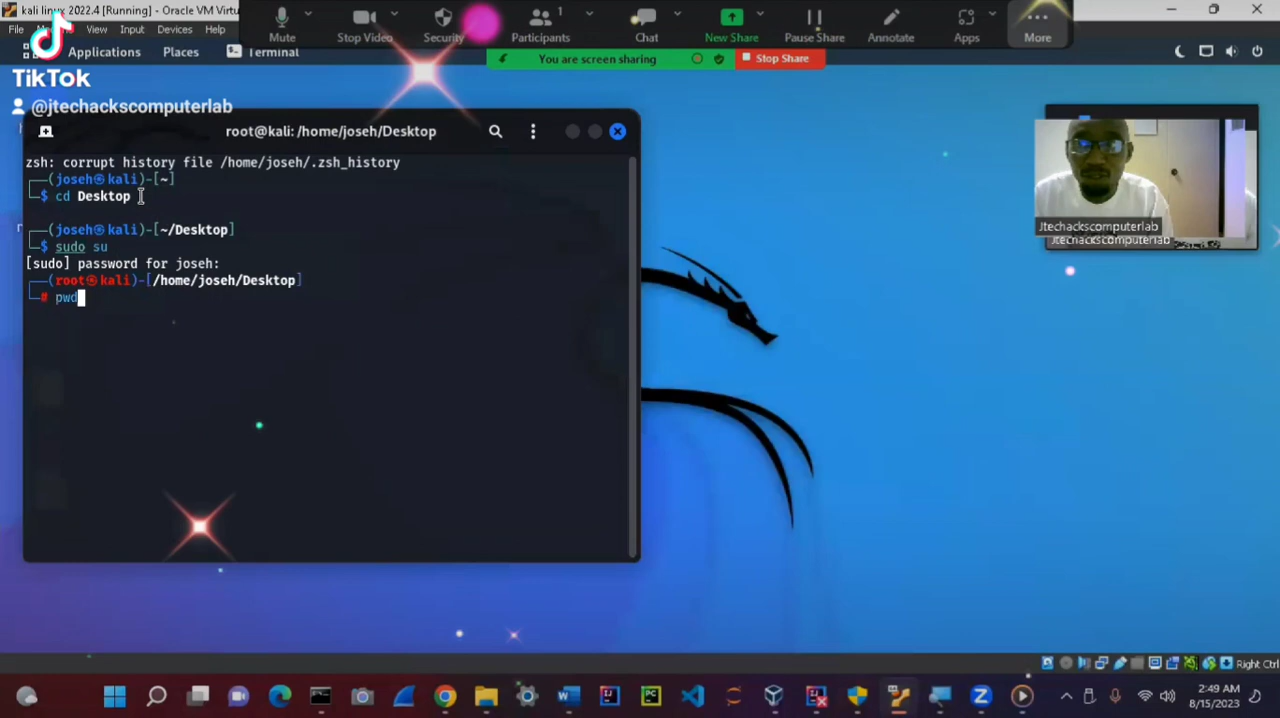 kali linux 2022.4 [Running] - Oracle VM Virtu
File
View
Input
Devices
Help
Mute
Stop Video
Security
1
Participants
Chat
New Share
Pause Share
Annotate
Apps
More
Applications
Places
Terminal
You are screen sharing
Stop Share
TikTok
@jtechackscomputerlab
root@kali: /home/joseh/Desktop
zsh: corrupt history file /home/joseh/.zsh_history
(joseh㉿kali)-[~]
$ cd Desktop
(joseh㉿kali)-[~/Desktop]
$ sudo su
[sudo] password for joseh:
(root㉿kali)-[/home/joseh/Desktop]
# pwd
Jtechackscomputerlab
Jtechackscomputerlab
Right Ctrl
2:49 AM
8/15/2023